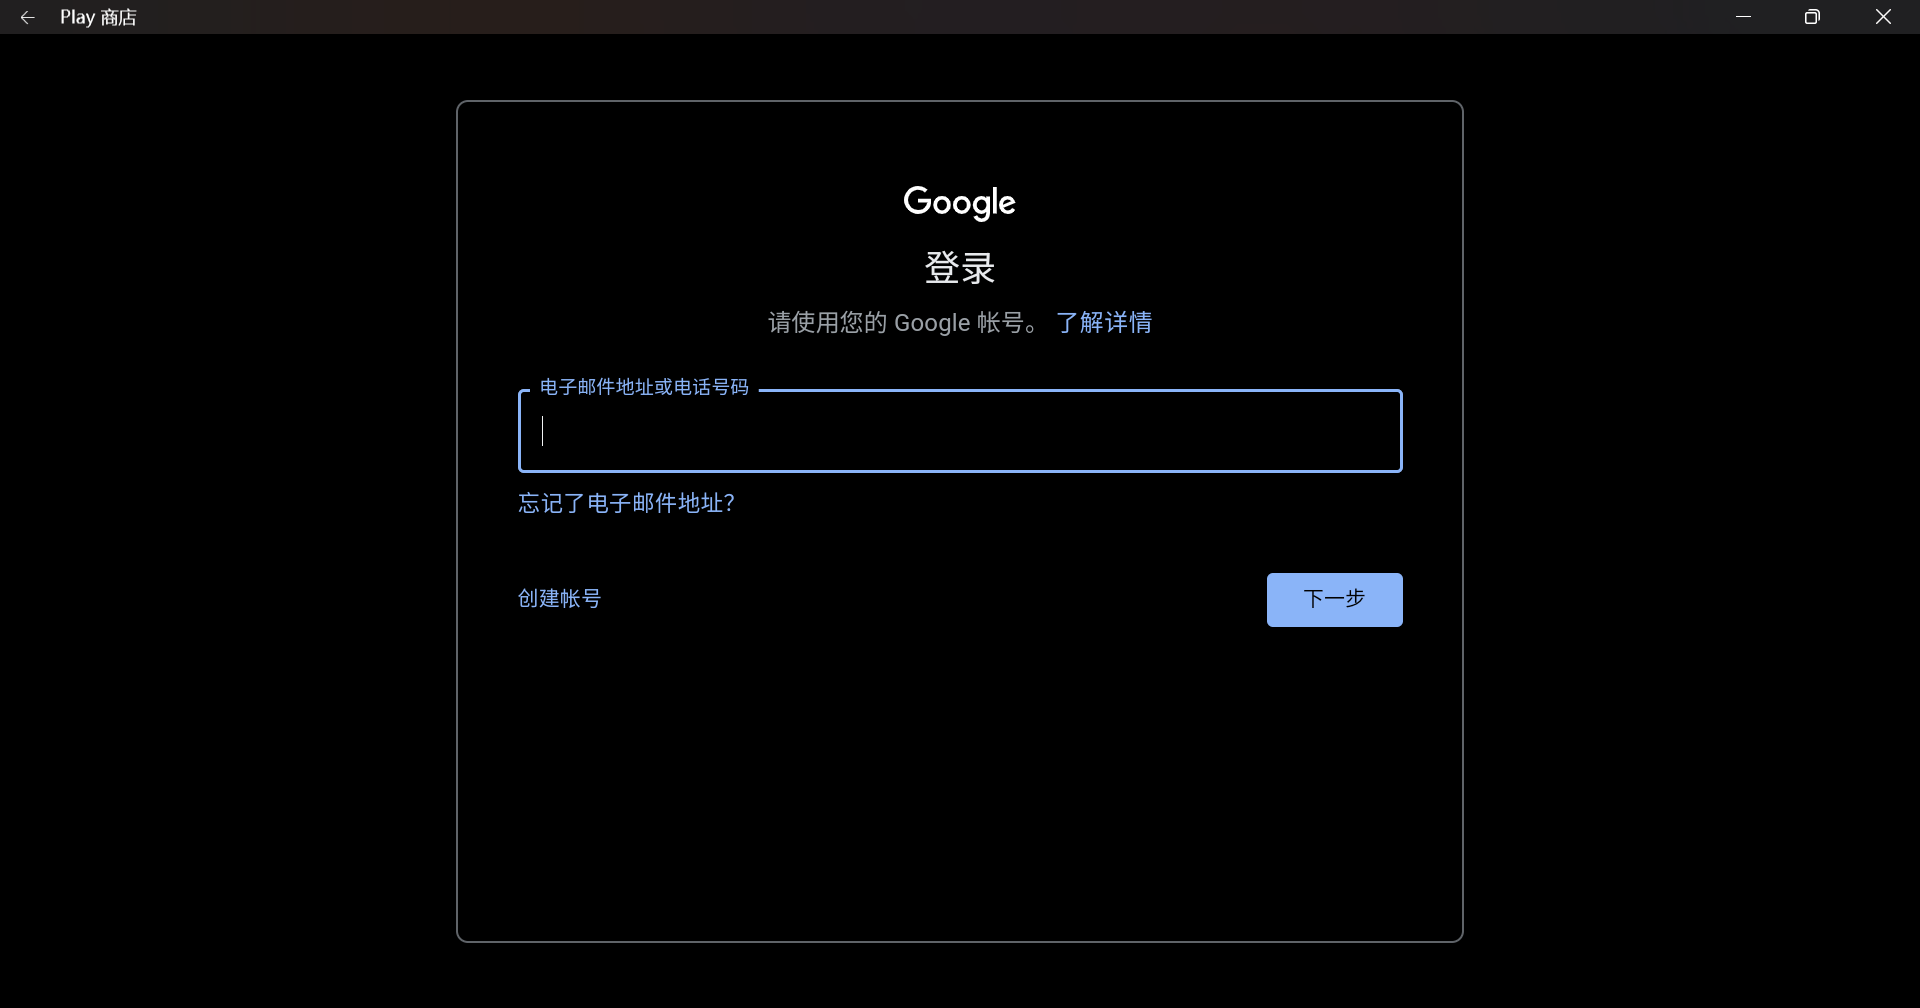 Play 商店
Google
登录
请使用您的 Google 帐号。 了解详情
电子邮件地址或电话号码
忘记了电子邮件地址？
创建帐号
下一步